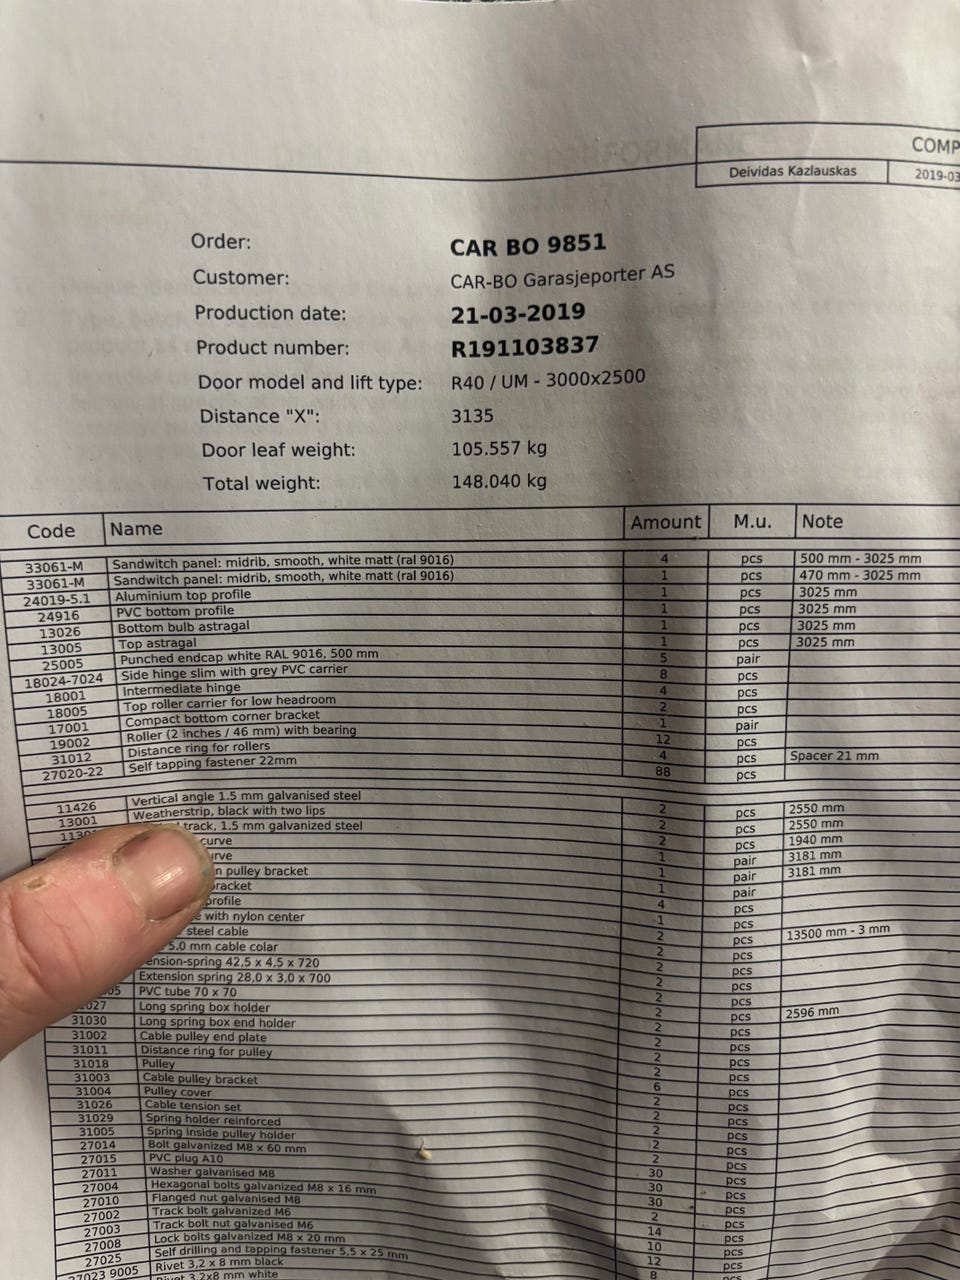 COMP
Deividas Kazlauskas 2019-03
Order: CAR BO 9851
Customer: CAR-BO Garasjeporter AS
Production date: 21-03-2019
Product number: R191103837
Door model and lift type: R40 / UM - 3000x2500
Distance "X": 3135
Door leaf weight: 105.557 kg
Total weight: 148.040 kg
Code Name Amount M.u. Note
33061-M Sandwitch panel: midrib, smooth, white matt (ral 9016) 4 pcs 500 mm - 3025 mm
33061-M Sandwitch panel: midrib, smooth, white matt (ral 9016) 1 pcs 470 mm - 3025 mm
24019-5.1 Aluminium top profile 1 pcs 3025 mm
24916 PVC bottom profile 1 pcs 3025 mm
13026 Bottom bulb astragal 1 pcs 3025 mm
13005 Top astragal 1 pcs 3025 mm
25005 Punched endcap white RAL 9016, 500 mm 5 pair
18024-7024 Side hinge slim with grey PVC carrier 8 pcs
18001 Intermediate hinge 4 pcs
18005 Top roller carrier for low headroom 2 pcs
17001 Compact bottom corner bracket 1 pair
19002 Roller (2 inches / 46 mm) with bearing 12 pcs
31012 Distance ring for rollers 4 pcs Spacer 21 mm
27020-22 Self tapping fastener 22mm 88 pcs
11426 Vertical angle 1.5 mm galvanised steel 2 pcs 2550 mm
13001 Weatherstrip, black with two lips 2 pcs 2550 mm
1130 track, 1.5 mm galvanized steel 2 pcs 1940 mm
curve 1 pair 3181 mm
urve 1 pair 3181 mm
n pulley bracket 1 pair
bracket 4 pcs
profile 1 pcs
e with nylon center 2 pcs
steel cable 2 pcs 13500 mm - 3 mm
5.0 mm cable colar 2 pcs
ension-spring 42,5 x 4,5 x 720 2 pcs
Extension spring 28,0 x 3,0 x 700 2 pcs
05 PVC tube 70 x 70 2 pcs 2596 mm
027 Long spring box holder 2 pcs
31030 Long spring box end holder 2 pcs
31002 Cable pulley end plate 2 pcs
31011 Distance ring for pulley 2 pcs
31018 Pulley 6 pcs
31003 Cable pulley bracket 2 pcs
31004 Pulley cover 2 pcs
31026 Cable tension set 2 pcs
31029 Spring holder reinforced 2 pcs
31005 Spring inside pulley holder 2 pcs
27014 Bolt galvanized M8 x 60 mm 30 pcs
27015 PVC plug A10 30 pcs
27011 Washer galvanised M8 30 pcs
27004 Hexagonal bolts galvanized M8 x 16 mm 2 pcs
27010 Flanged nut galvanised M8 14 pcs
27002 Track bolt galvanized M6 10 pcs
27003 Track bolt nut galvanised M6 12 pcs
27008 Lock bolts galvanized M8 x 20 mm 8 pcs
27025 Self drilling and tapping fastener 5,5 x 25 mm
27023 9005 Rivet 3,2 x 8 mm black
Rivet 3,2x8 mm white